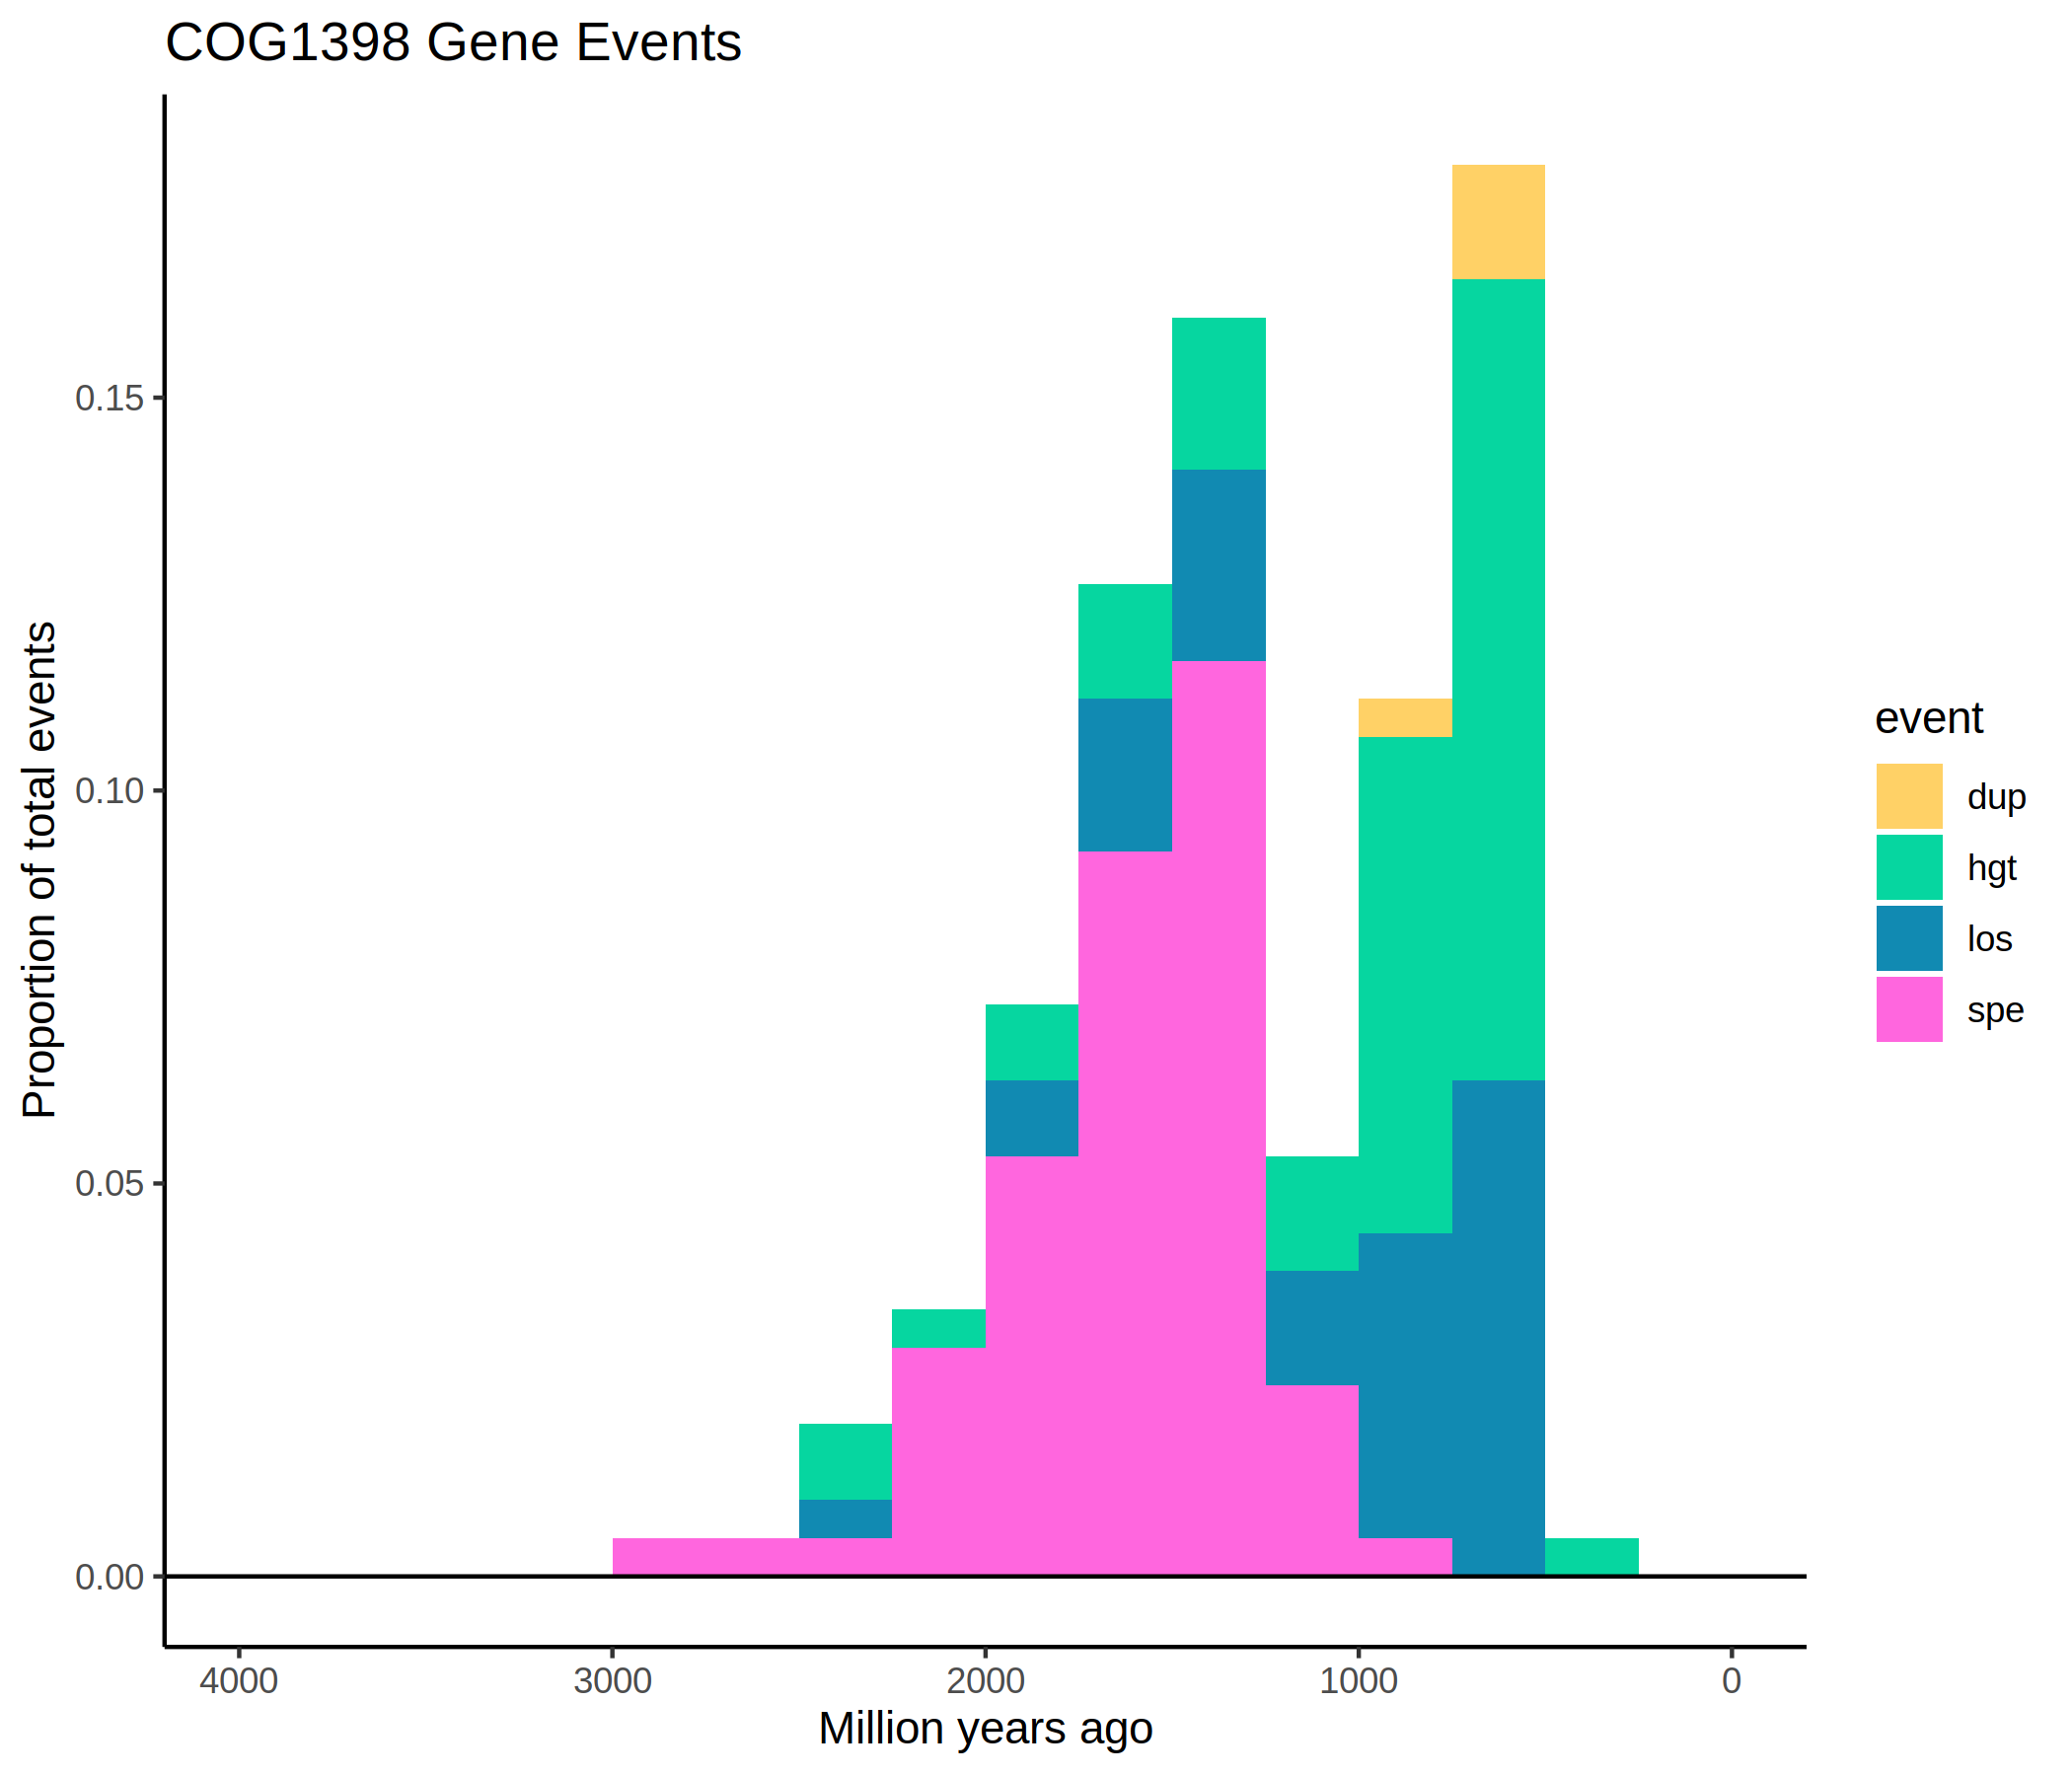 COG1398 Gene Events
Proportion of total events
0.15
0.10
0.05
0.00
4000 3000 2000 1000 0
Million years ago
event
dup
hgt
los
spe